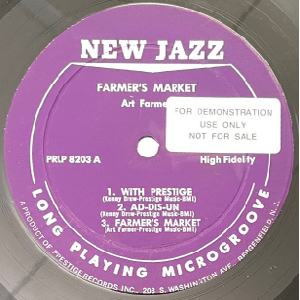 NEW JAZZ
FARMER'S MARKET
Art Farmer
FOR DEMONSTRATION
USE ONLY
NOT FOR SALE
PRLP 8203 A
High Fidelity
1. WITH PRESTIGE
(Kenny Drew-Prestige Music-BMI)
2. AD-DIS-UN
(Kenny Drew-Prestige Music-BMI)
3. FARMER'S MARKET
(Art Farmer-Prestige Music-BMI)
LONG PLAYING MICROGROOVE
A PRODUCT OF PRESTIGE RECORDS INC., 203 S. WASHINGTON AVE., BERGENFIELD, N.J.